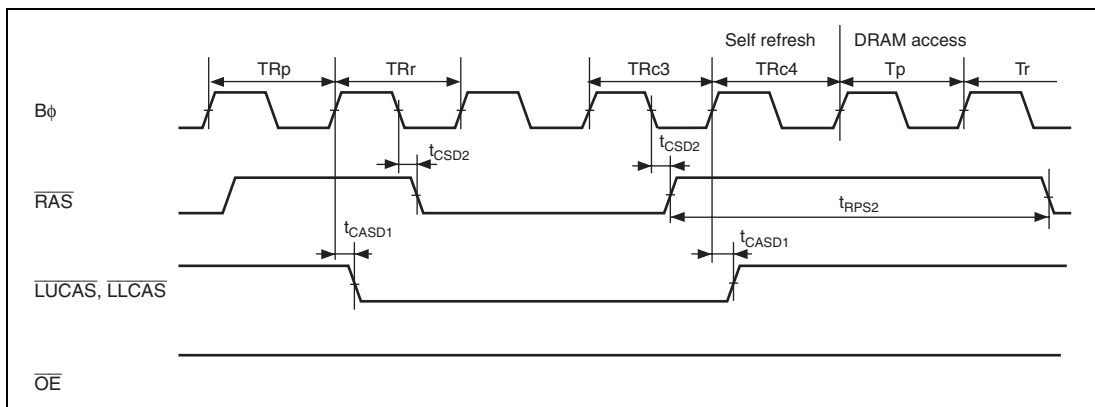 Self refresh DRAM access
TRp TRr TRc3 TRc4 Tp Tr
Bφ
tCSD2 tCSD2
RAS
tRPS2
tCASD1 tCASD1
LUCAS, LLCAS
OE